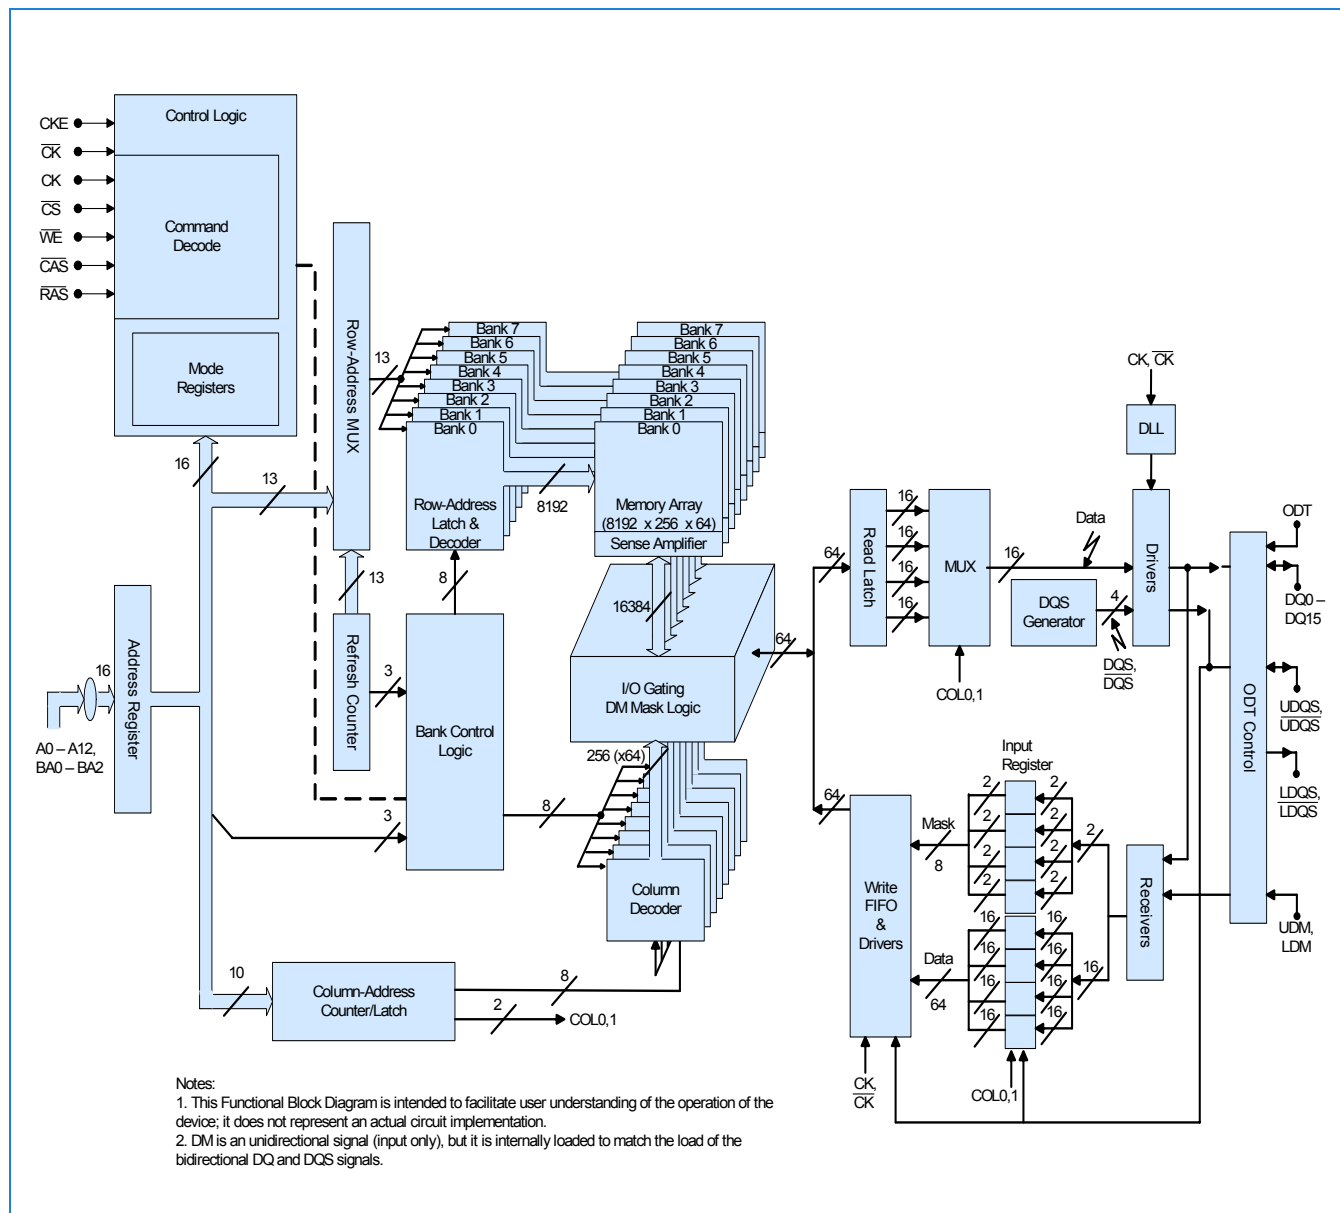 Control Logic
CKE
CK
CK
CS
WE
CAS
RAS
Command
Decode
Mode
Registers
16
13
Row-Address MUX
13
13
Refresh Counter
3
Bank 7
Bank 6
Bank 5
Bank 4
Bank 3
Bank 2
Bank 1
Bank 0
Row-Address
Latch &
Decoder
8
8192
Bank 7
Bank 6
Bank 5
Bank 4
Bank 3
Bank 2
Bank 1
Bank 0
Memory Array
(8192 x 256 x 64)
Sense Amplifier
16384
I/O Gating
DM Mask Logic
64
256 (x64)
Bank Control
Logic
8
3
Column
Decoder
16
Address Register
A0 – A12,
BA0 – BA2
10
Column-Address
Counter/Latch
8
2
COL0,1
64
Read Latch
16
16
16
16
MUX
COL0,1
16
Data
DQS
Generator
4
DQS,
DQS
CK, CK
DLL
Drivers
ODT
DQ0 –
DQ15
UDQS,
UDQS
LDQS,
LDQS
UDM,
LDM
ODT Control
Receivers
Input
Register
2
2
2
2
2
2
2
2
2
16
16
16
16
16
16
16
16
16
Mask
8
Data
64
64
Write
FIFO
&
Drivers
CK,
CK
COL0,1
Notes:
1. This Functional Block Diagram is intended to facilitate user understanding of the operation of the
device; it does not represent an actual circuit implementation.
2. DM is an unidirectional signal (input only), but it is internally loaded to match the load of the
bidirectional DQ and DQS signals.